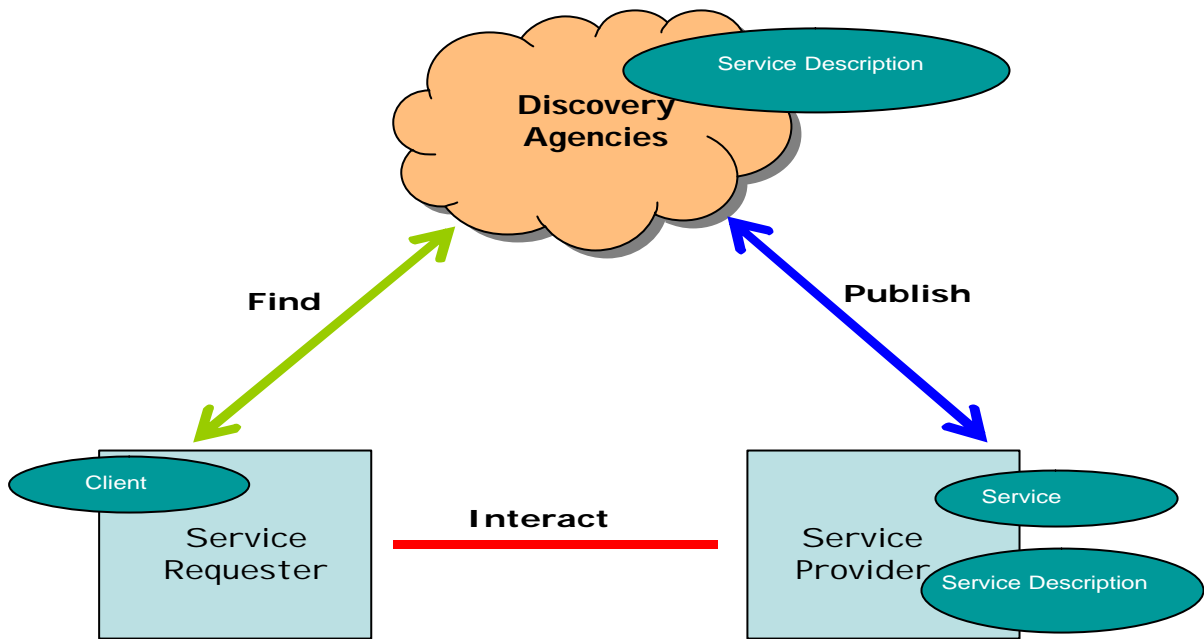 Service Description
Discovery
Agencies
Find
Publish
Client
Service
Requester
Interact
Service
Provider
Service
Service Description